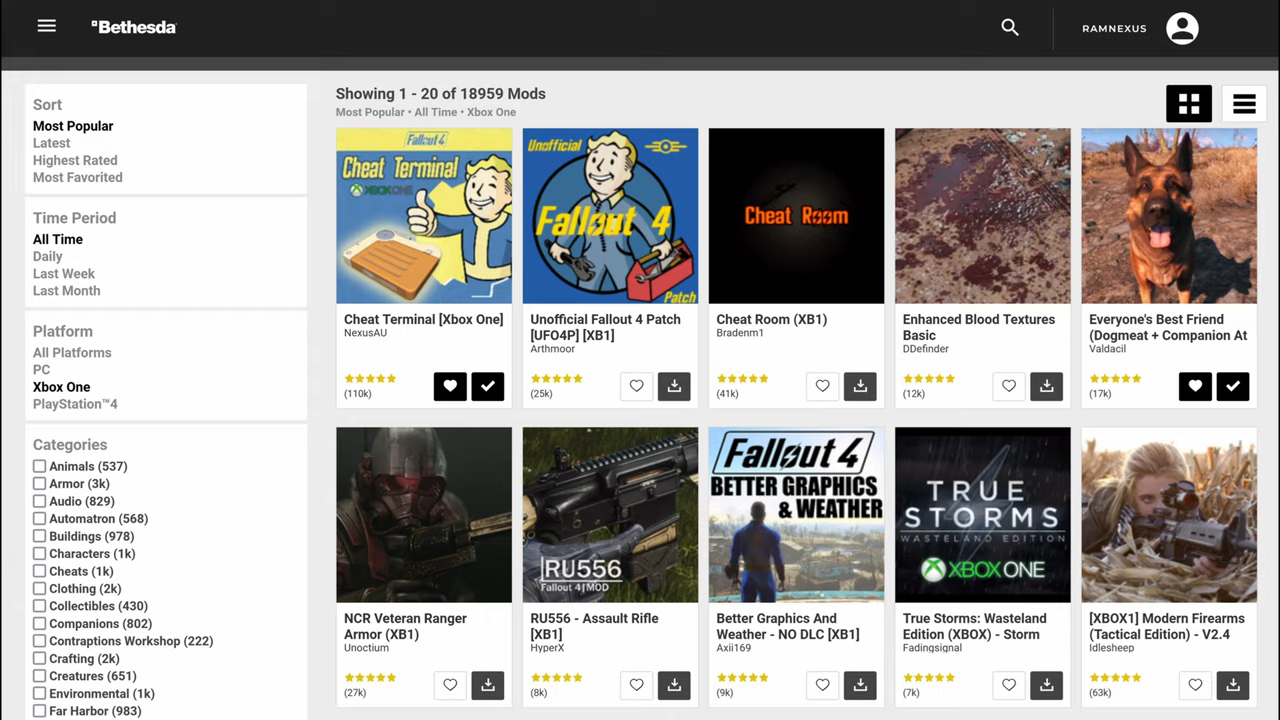 Bethesda
RAMNEXUS
Sort
Most Popular
Latest
Highest Rated
Most Favorited
Time Period
All Time
Daily
Last Week
Last Month
Platform
All Platforms
PC
Xbox One
PlayStation™4
Categories
Animals (537)
Armor (3k)
Audio (829)
Automatron (568)
Buildings (978)
Characters (1k)
Cheats (1k)
Clothing (2k)
Collectibles (430)
Companions (802)
Contraptions Workshop (222)
Crafting (2k)
Creatures (651)
Environmental (1k)
Far Harbor (983)
Showing 1 - 20 of 18959 Mods
Most Popular • All Time • Xbox One
Fallout 4
Cheat Terminal
XBOX ONE
Cheat Terminal [Xbox One]
NexusAU
(110k)
Unofficial
Fallout 4
Patch
Unofficial Fallout 4 Patch
[UFO4P] [XB1]
Arthmoor
(25k)
Cheat Room
Cheat Room (XB1)
Bradenm1
(41k)
Enhanced Blood Textures
Basic
DDefinder
(12k)
Everyone's Best Friend
(Dogmeat + Companion At
Valdacil
(17k)
NCR Veteran Ranger
Armor (XB1)
Unoctium
(27k)
RU556
Fallout 4 MOD
RU556 - Assault Rifle
[XB1]
HyperX
(8k)
Fallout 4
BETTER GRAPHICS
& WEATHER
Better Graphics And
Weather - NO DLC [XB1]
Axii169
(9k)
TRUE
STORMS
WASTELAND EDITION
XBOX ONE
True Storms: Wasteland
Edition (XBOX) - Storm
Fadingsignal
(7k)
[XBOX1] Modern Firearms
(Tactical Edition) - V2.4
Idlesheep
(63k)